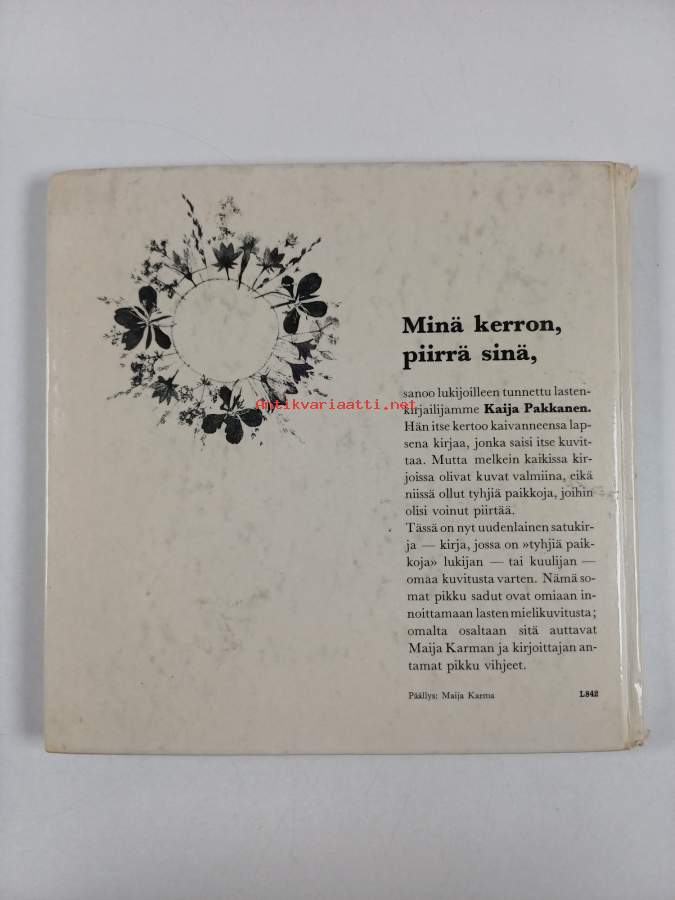 Minä kerron,
piirrä sinä,
sanoo lukijoilleen tunnettu lasten-
kirjailijamme Kaija Pakkanen.
Hän itse kertoo kaivanneensa lap-
sena kirjaa, jonka saisi itse kuvit-
taa. Mutta melkein kaikissa kir-
joissa olivat kuvat valmiina, eikä
niissä ollut tyhjiä paikkoja, joihin
olisi voinut piirtää.
Tässä on nyt uudenlainen satukir-
ja — kirja, jossa on »tyhjiä paik-
koja» lukijan — tai kuulijan —
omaa kuvitusta varten. Nämä so-
mat pikku sadut ovat omiaan in-
noittamaan lasten mielikuvitusta;
omalta osaltaan sitä auttavat
Maija Karman ja kirjoittajan an-
tamat pikku vihjeet.
Päällys: Maija Karma L842
Antikvariaatti.net